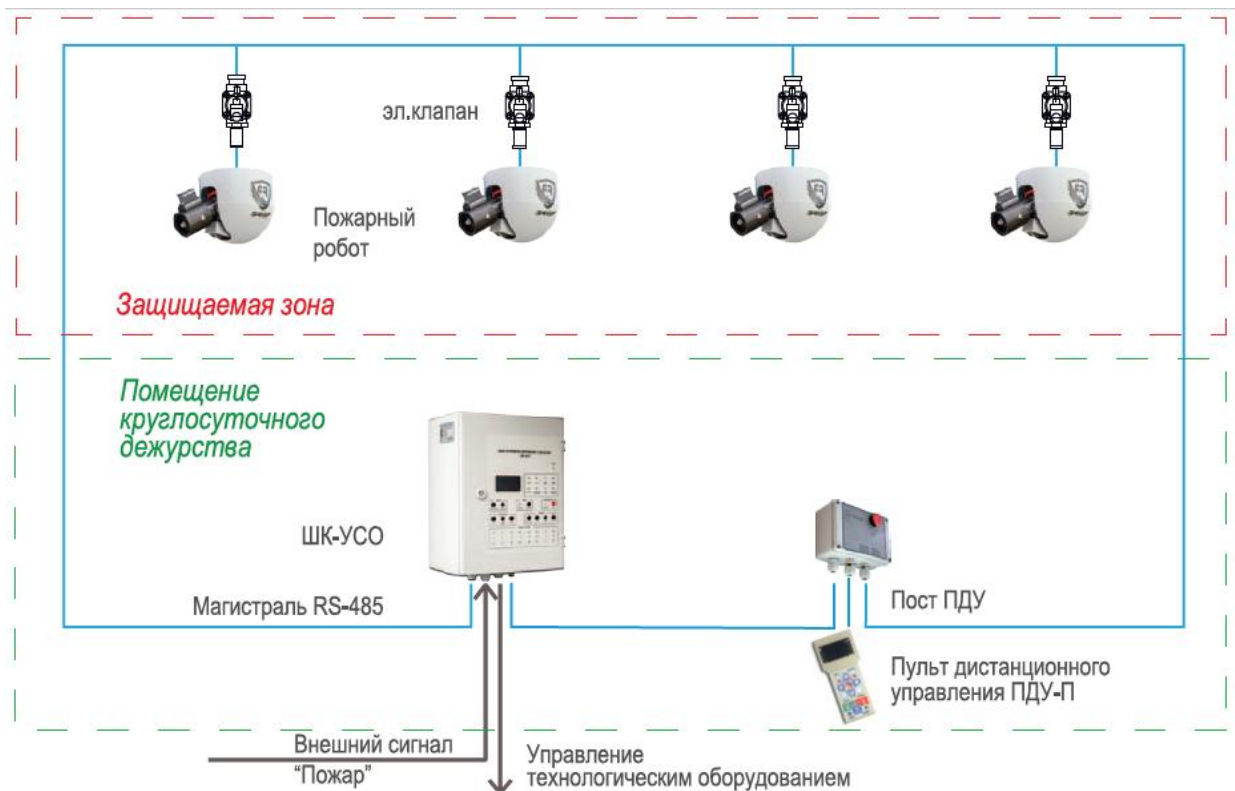 эл.клапан
Пожарный
робот
Защищаемая зона
Помещение
круглосуточного
дежурства
ШК-УСО
Магистраль RS-485
Пост ПДУ
Пульт дистанционного
управления ПДУ-П
Внешний сигнал
“Пожар”
Управление
технологическим оборудованием